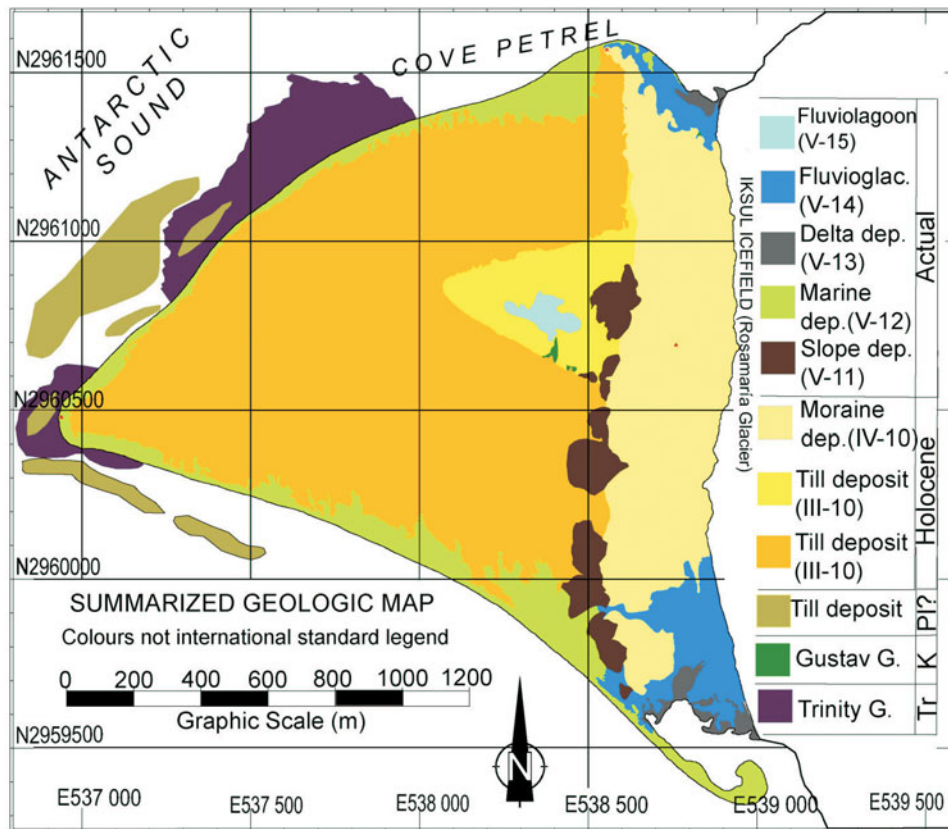 COVE PETREL
ANTARCTIC
SOUND
N2961500
N2961000
N2960500
N2960000
N2959500
E537 000
E537 500
E538 000
E538 500
E539 000
E539 500
IKSUL ICEFIELD (Rosamaria Glacier)
SUMMARIZED GEOLOGIC MAP
Colours not international standard legend
0 200 400 600 800 1000 1200
Graphic Scale (m)
N
Fluviolagoon
(V-15)
Fluvioglac.
(V-14)
Delta dep.
(V-13)
Marine
dep.(V-12)
Slope dep.
(V-11)
Moraine
dep.(IV-10)
Till deposit
(III-10)
Till deposit
(III-10)
Till deposit
Gustav G.
Trinity G.
Actual
Holocene
Pl?
K
Tr